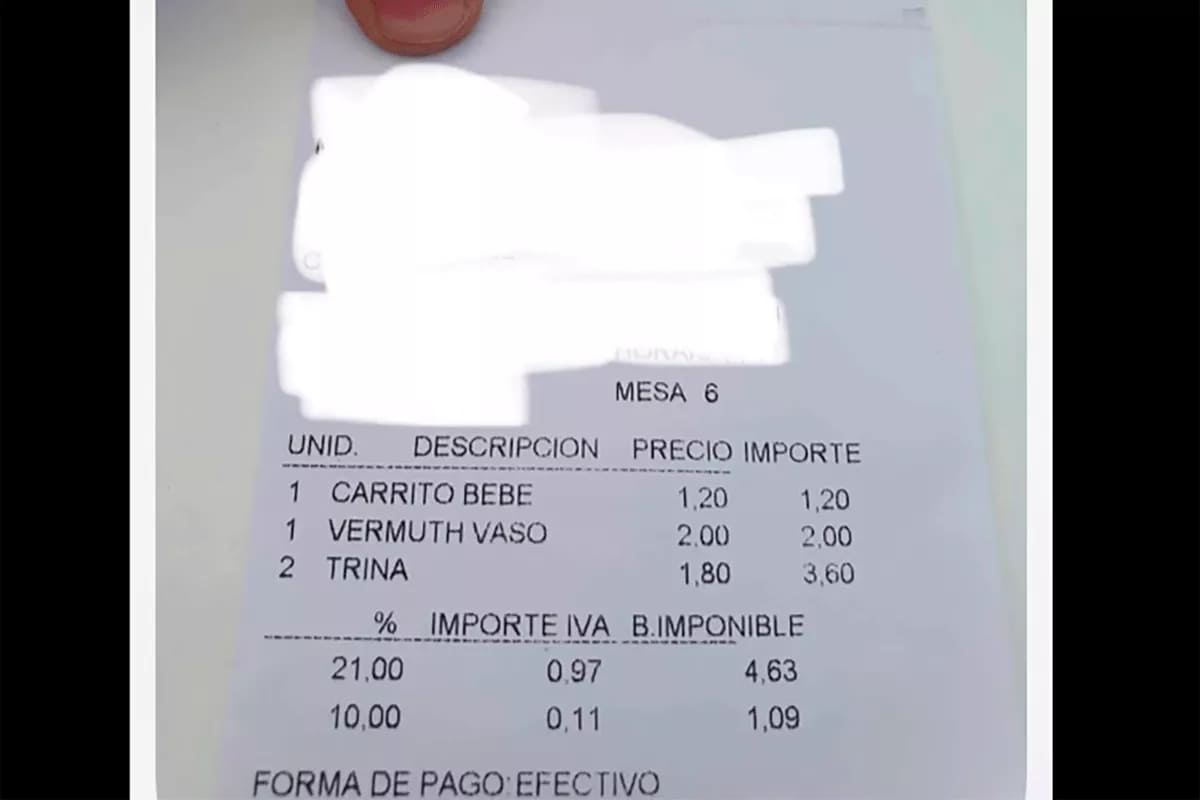 MESA 6
UNID. DESCRIPCION PRECIO IMPORTE
1 CARRITO BEBE 1,20 1,20
1 VERMUTH VASO 2,00 2,00
2 TRINA 1,80 3,60
% IMPORTE IVA B.IMPONIBLE
21,00 0,97 4,63
10,00 0,11 1,09
FORMA DE PAGO:EFECTIVO